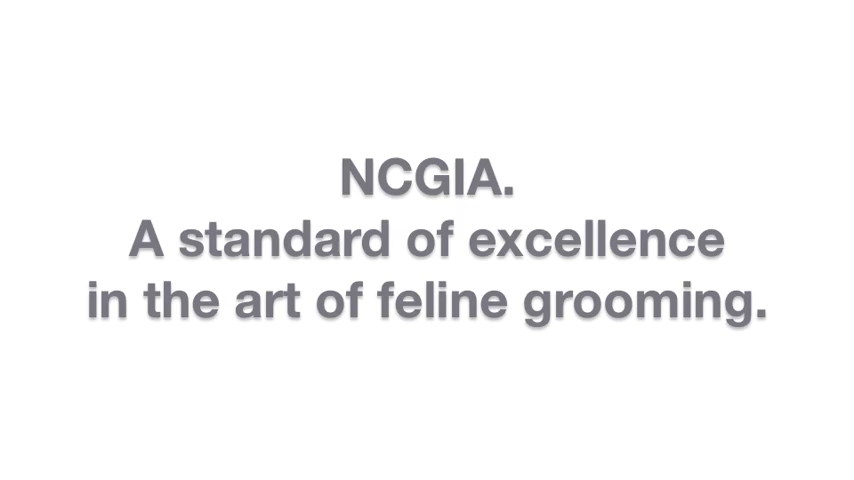 NCGIA.
A standard of excellence
in the art of feline grooming.